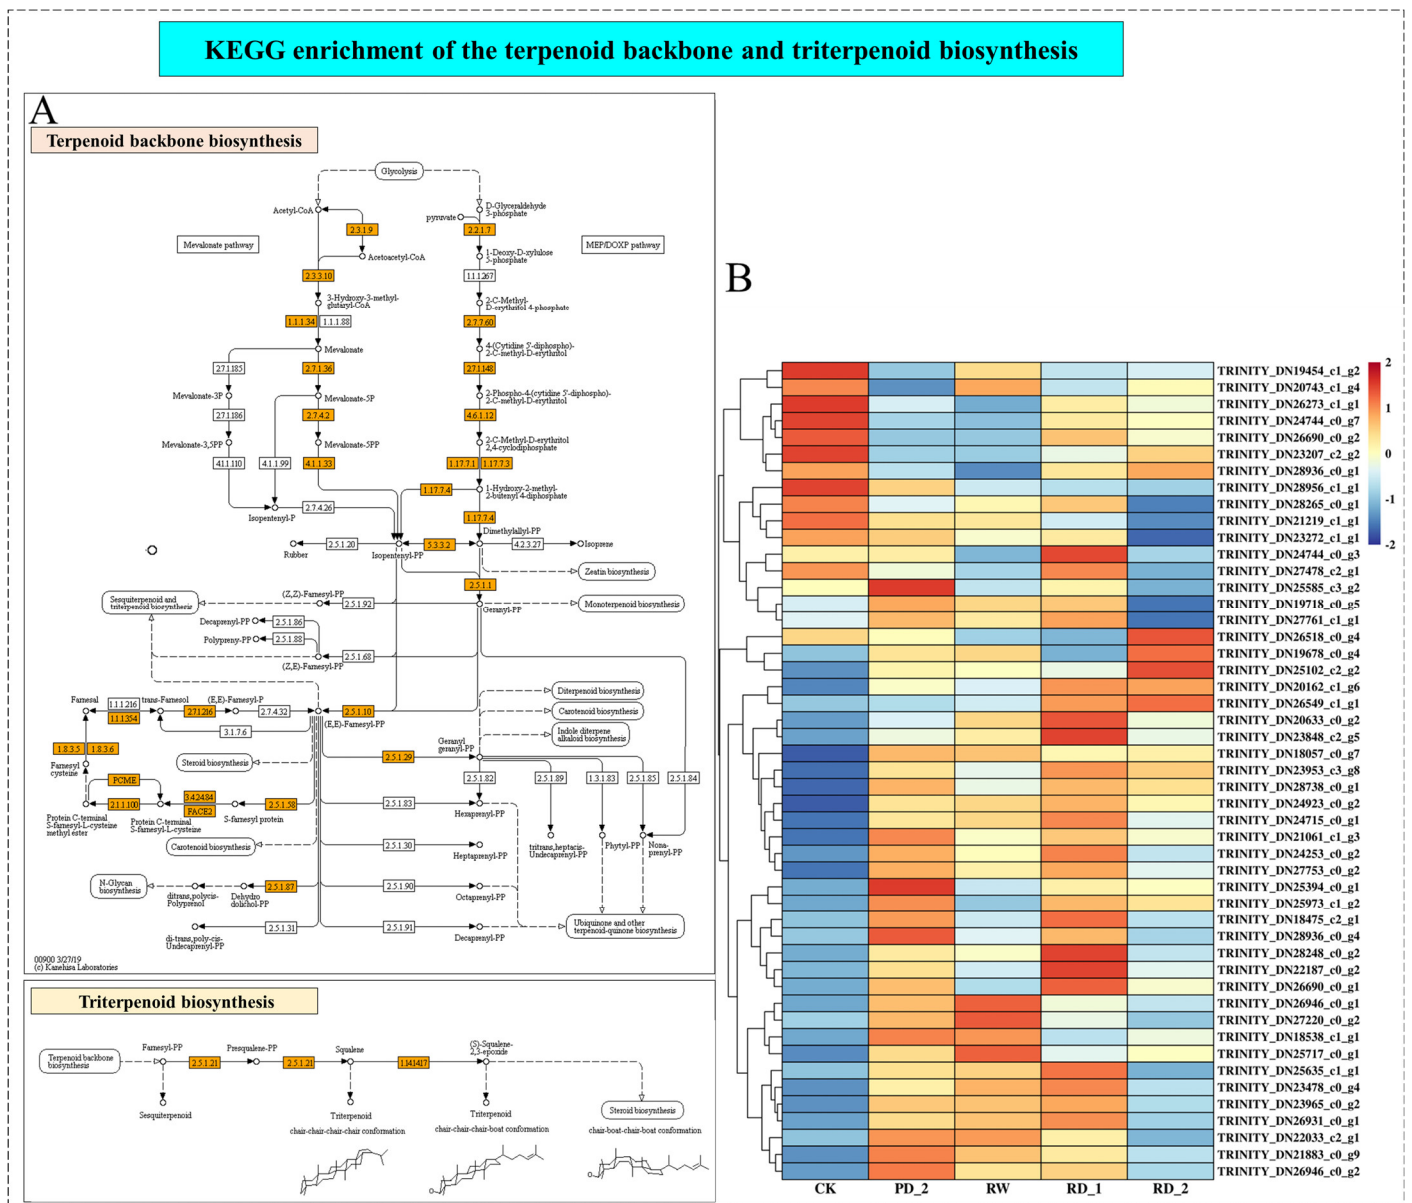 KEGG enrichment of the terpenoid backbone and triterpenoid biosynthesis
A
Terpenoid backbone biosynthesis
Glycolysis
Acetyl-CoA
D-Glyceraldehyde
3-phosphate
pyruvate
2.3.1.9
2.2.1.7
Mevalonate pathway
MEP/DOXP pathway
Acetoacetyl-CoA
1-Deoxy-D-xylulose
5-phosphate
2.3.3.10
1.1.1.267
3-Hydroxy-3-methyl-
glutaryl-CoA
2-C-Methyl-
D-erythritol 4-phosphate
1.1.1.34
1.1.1.88
2.7.7.60
Mevalonate
4-(Cytidine 5'-diphospho)-
2-C-methyl-D-erythritol
2.7.1.185
2.7.1.36
2.7.1.148
Mevalonate-3P
Mevalonate-5P
2-Phospho-4-(cytidine 5'-diphospho)-
2-C-methyl-D-erythritol
2.7.1.186
2.7.4.2
4.6.1.12
Mevalonate-3,5PP
Mevalonate-5PP
2-C-Methyl-D-erythritol
2,4-cyclodiphosphate
4.1.1.110
4.1.1.99
4.1.1.33
1.17.7.1
1.17.7.3
1.17.7.4
1-Hydroxy-2-methyl-
2-butenyl 4-diphosphate
Isopentenyl-P
2.7.4.26
1.17.7.4
Dimethylallyl-PP
Rubber
2.5.1.20
Isopentenyl-PP
5.3.3.2
4.2.3.27
Isoprene
Zeatin biosynthesis
2.5.1.1
Sesquiterpenoid and
triterpenoid biosynthesis
(Z,Z)-Farnesyl-PP
2.5.1.92
Geranyl-PP
Monoterpenoid biosynthesis
Decaprenyl-PP
2.5.1.86
Polypreny-PP
2.5.1.88
(Z,E)-Farnesyl-PP
2.5.1.68
Farnesal
1.1.1.216
trans-Farnesol
(E,E)-Farnesyl-P
1.1.1.354
2.7.1.216
2.7.4.32
2.5.1.10
(E,E)-Farnesyl-PP
3.1.7.6
Diterpenoid biosynthesis
Carotenoid biosynthesis
Indole diterpene
alkaloid biosynthesis
1.8.3.5
1.8.3.6
Farnesyl
cysteine
Steroid biosynthesis
2.5.1.29
Geranyl
geranyl-PP
PCME
2.5.1.82
2.5.1.89
1.3.1.83
2.5.1.85
2.5.1.84
2.1.1.100
3.4.24.84
FACE2
2.5.1.58
2.5.1.83
Hexaprenyl-PP
Protein C-terminal
S-farnesyl-L-cysteine
methyl ester
Protein C-terminal
S-farnesyl-L-cysteine
S-farnesyl protein
Carotenoid biosynthesis
2.5.1.30
Heptaprenyl-PP
tritrans,heptacis-
Undecaprenyl-PP
Phytyl-PP
Nona-
prenyl-PP
N-Glycan
biosynthesis
ditrans,polycis-
Polyprenol
Dehydro
dolichol-PP
2.5.1.87
2.5.1.90
Octaprenyl-PP
di-trans,poly-cis-
Undecaprenyl-PP
2.5.1.31
2.5.1.91
Decaprenyl-PP
Ubiquinone and other
terpenoid-quinone biosynthesis
00900 3/27/19
(c) Kanehisa Laboratories
Triterpenoid biosynthesis
Terpenoid backbone
biosynthesis
Farnesyl-PP
2.5.1.21
Presqualene-PP
2.5.1.21
Squalene
1.14.14.17
(S)-Squalene-
2,3-epoxide
Sesquiterpenoid
Triterpenoid
Triterpenoid
Steroid biosynthesis
chair-chair-chair-chair conformation
chair-chair-chair-boat conformation
chair-boat-chair-boat conformation
O
O
B
2
1
0
-1
-2
TRINITY_DN19454_c1_g2
TRINITY_DN20743_c1_g4
TRINITY_DN26273_c1_g1
TRINITY_DN24744_c0_g7
TRINITY_DN26690_c0_g2
TRINITY_DN23207_c2_g2
TRINITY_DN28936_c0_g1
TRINITY_DN28956_c1_g1
TRINITY_DN28265_c0_g1
TRINITY_DN21219_c1_g1
TRINITY_DN23272_c1_g1
TRINITY_DN24744_c0_g3
TRINITY_DN27478_c2_g1
TRINITY_DN25585_c3_g2
TRINITY_DN19718_c0_g5
TRINITY_DN27761_c1_g1
TRINITY_DN26518_c0_g4
TRINITY_DN19678_c0_g4
TRINITY_DN25102_c2_g2
TRINITY_DN20162_c1_g6
TRINITY_DN26549_c1_g1
TRINITY_DN20633_c0_g2
TRINITY_DN23848_c2_g5
TRINITY_DN18057_c0_g7
TRINITY_DN23953_c3_g8
TRINITY_DN28738_c0_g1
TRINITY_DN24923_c0_g2
TRINITY_DN24715_c0_g1
TRINITY_DN21061_c1_g3
TRINITY_DN24253_c0_g2
TRINITY_DN27753_c0_g2
TRINITY_DN25394_c0_g1
TRINITY_DN25973_c1_g2
TRINITY_DN18475_c2_g1
TRINITY_DN28936_c0_g4
TRINITY_DN28248_c0_g2
TRINITY_DN22187_c0_g2
TRINITY_DN26690_c0_g1
TRINITY_DN26946_c0_g1
TRINITY_DN27220_c0_g2
TRINITY_DN18538_c1_g1
TRINITY_DN25717_c0_g1
TRINITY_DN25635_c1_g1
TRINITY_DN23478_c0_g4
TRINITY_DN23965_c0_g2
TRINITY_DN26931_c0_g1
TRINITY_DN22033_c2_g1
TRINITY_DN21883_c0_g9
TRINITY_DN26946_c0_g2
CK PD_2 RW RD_1 RD_2